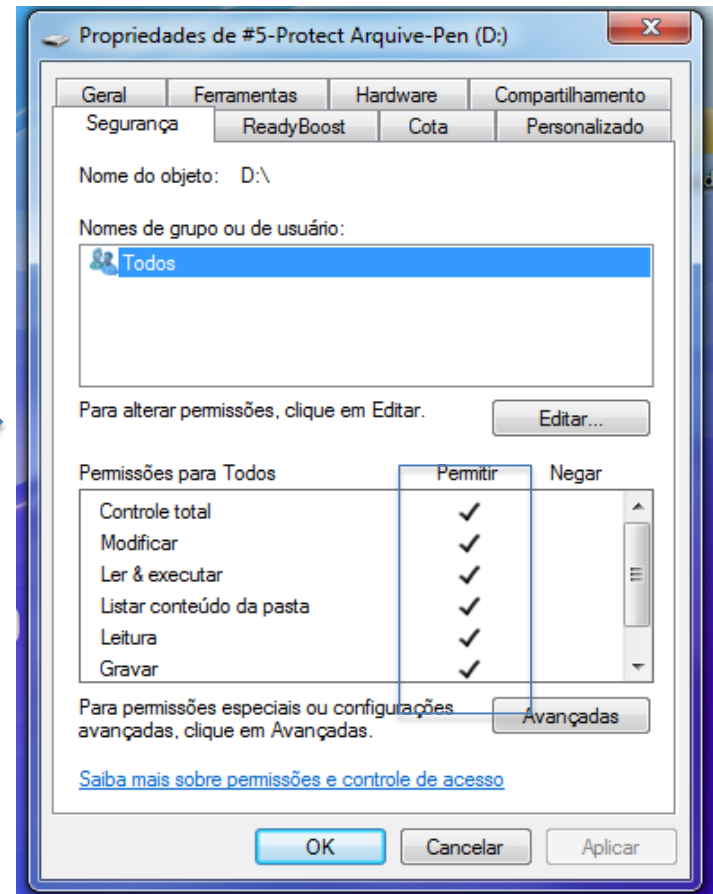 Propriedades de #5-Protect Arquive-Pen (D:)
Geral Ferramentas Hardware Compartilhamento
Segurança ReadyBoost Cota Personalizado
Nome do objeto: D:\
Nomes de grupo ou de usuário:
Todos
Para alterar permissões, clique em Editar. Editar...
Permissões para Todos Permitir Negar
Controle total
Modificar
Ler & executar
Listar conteúdo da pasta
Leitura
Gravar
Para permissões especiais ou configurações
avançadas, clique em Avançadas. Avançadas
Saiba mais sobre permissões e controle de acesso
OK Cancelar Aplicar